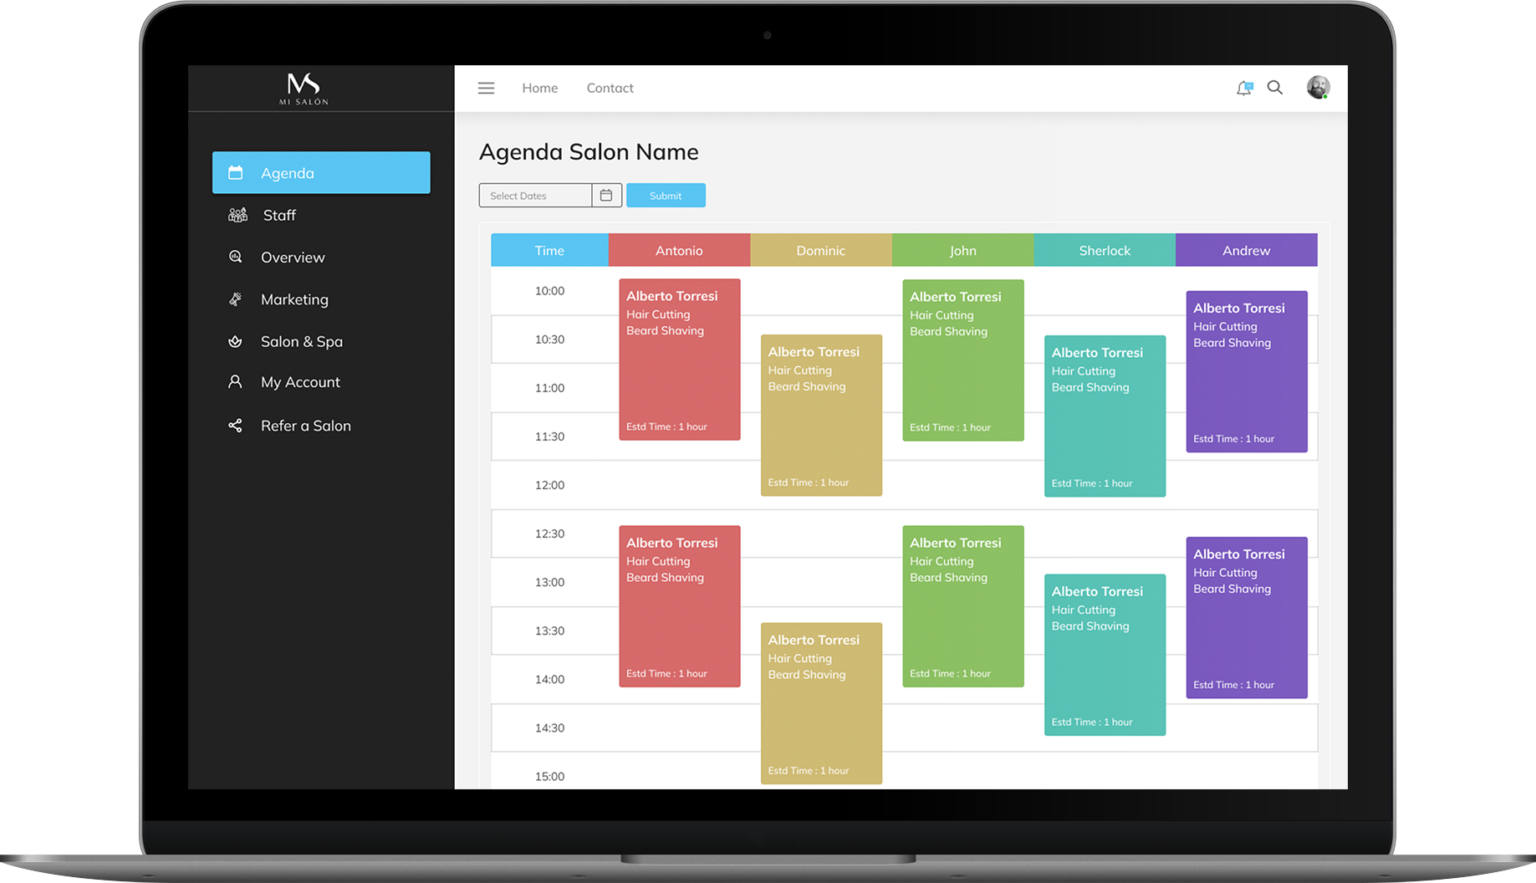 MS
MI SALÓN
Home
Contact
Agenda
Staff
Overview
Marketing
Salon & Spa
My Account
Refer a Salon
Agenda Salon Name
Select Dates
Submit
Time
Antonio
Dominic
John
Sherlock
Andrew
10:00
10:30
11:00
11:30
12:00
12:30
13:00
13:30
14:00
14:30
15:00
Alberto Torresi
Hair Cutting
Beard Shaving
Estd Time : 1 hour
Alberto Torresi
Hair Cutting
Beard Shaving
Estd Time : 1 hour
Alberto Torresi
Hair Cutting
Beard Shaving
Estd Time : 1 hour
Alberto Torresi
Hair Cutting
Beard Shaving
Estd Time : 1 hour
Alberto Torresi
Hair Cutting
Beard Shaving
Estd Time : 1 hour
Alberto Torresi
Hair Cutting
Beard Shaving
Estd Time : 1 hour
Alberto Torresi
Hair Cutting
Beard Shaving
Estd Time : 1 hour
Alberto Torresi
Hair Cutting
Beard Shaving
Estd Time : 1 hour
Alberto Torresi
Hair Cutting
Beard Shaving
Estd Time : 1 hour
Alberto Torresi
Hair Cutting
Beard Shaving
Estd Time : 1 hour